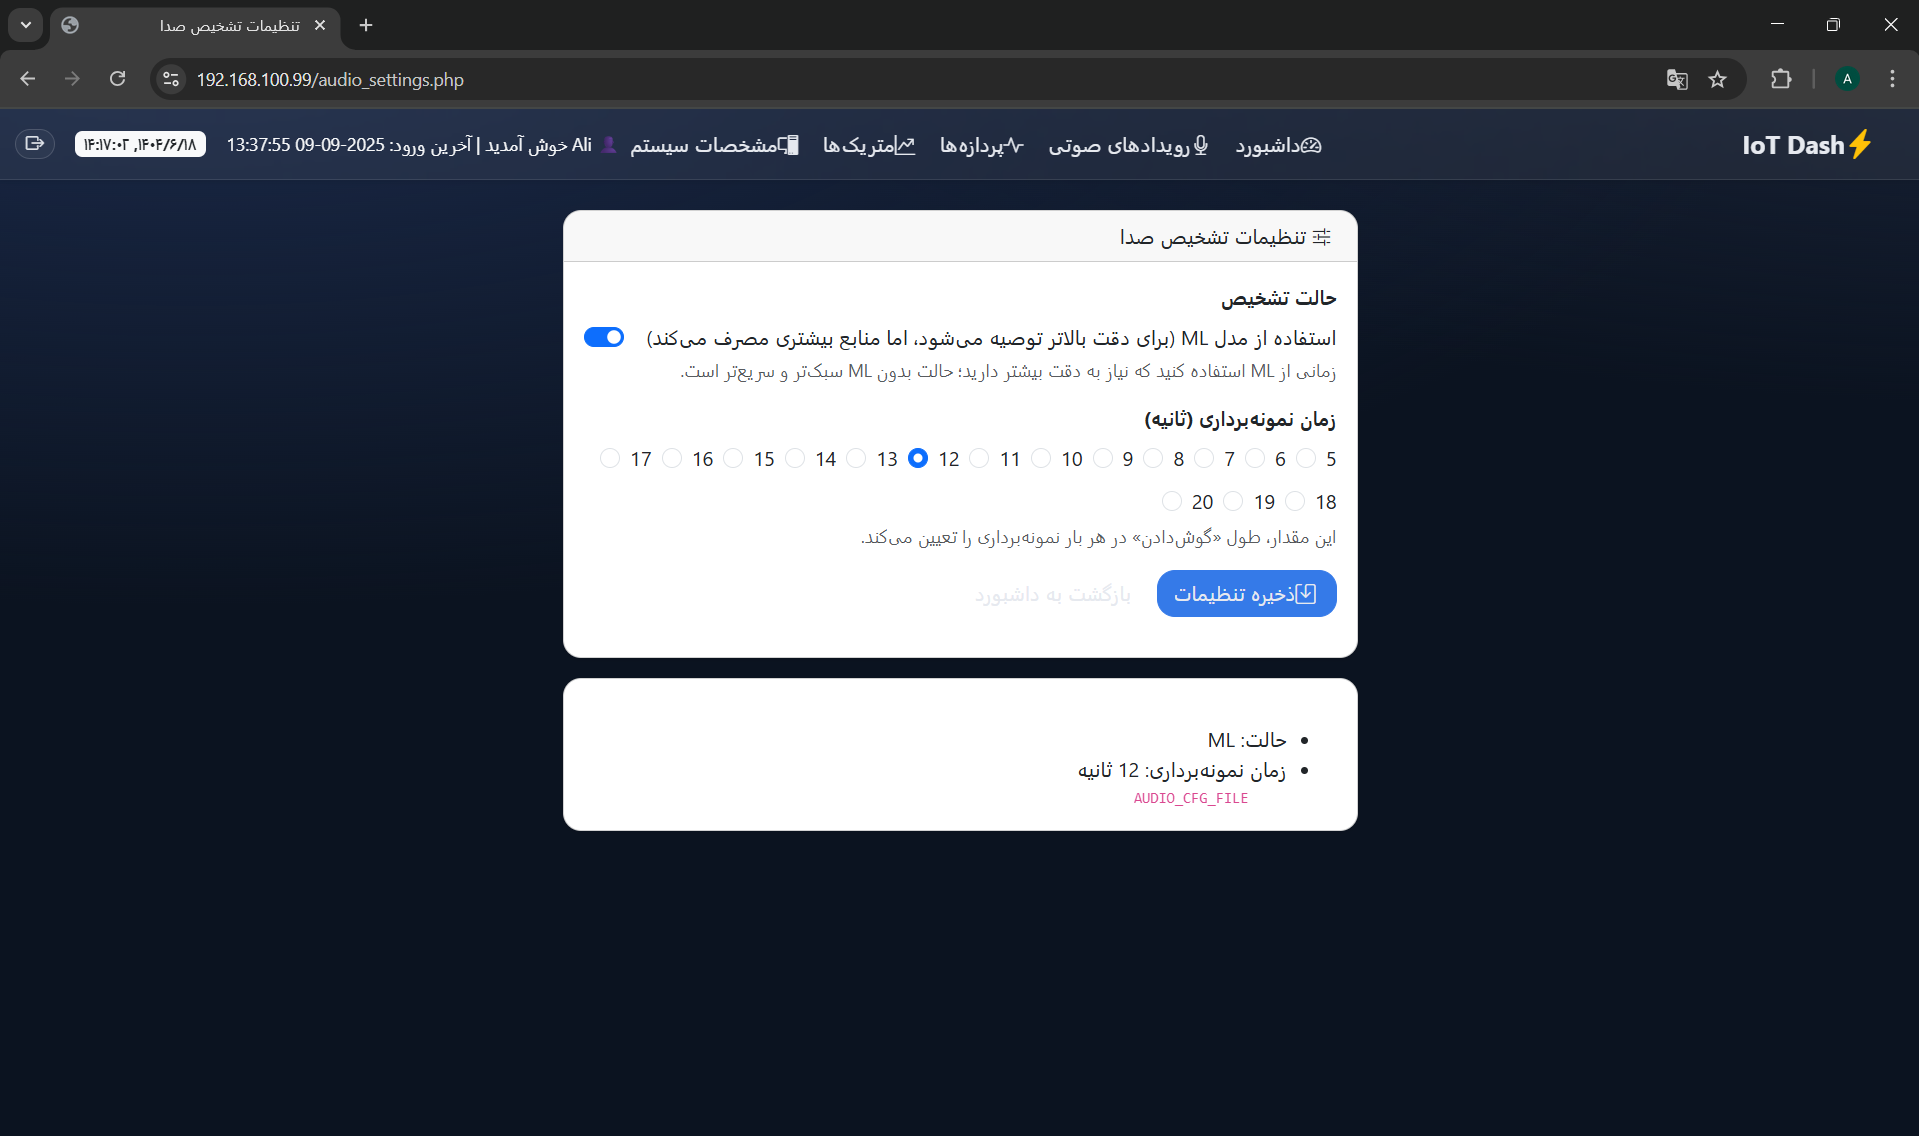 تنظیمات تشخیص صدا
192.168.100.99/audio_settings.php
A
IoT Dash
داشبورد
رویدادهای صوتی
پردازه‌ها
متریک‌ها
مشخصات سیستم
Ali خوش آمدید | آخرین ورود: 2025-09-09 13:37:55
۱۴۰۴/۶/۱۸, ۱۴:۱۷:۰۲
تنظیمات تشخیص صدا
حالت تشخیص
استفاده از مدل ML (برای دقت بالاتر توصیه می‌شود، اما منابع بیشتری مصرف می‌کند)
زمانی از ML استفاده کنید که نیاز به دقت بیشتر دارید؛ حالت بدون ML سبک‌تر و سریع‌تر است.
زمان نمونه‌برداری (ثانیه)
5 6 7 8 9 10 11 12 13 14 15 16 17
18 19 20
این مقدار، طول «گوش‌دادن» در هر بار نمونه‌برداری را تعیین می‌کند.
ذخیره تنظیمات
بازگشت به داشبورد
حالت: ML
زمان نمونه‌برداری: 12 ثانیه
AUDIO_CFG_FILE